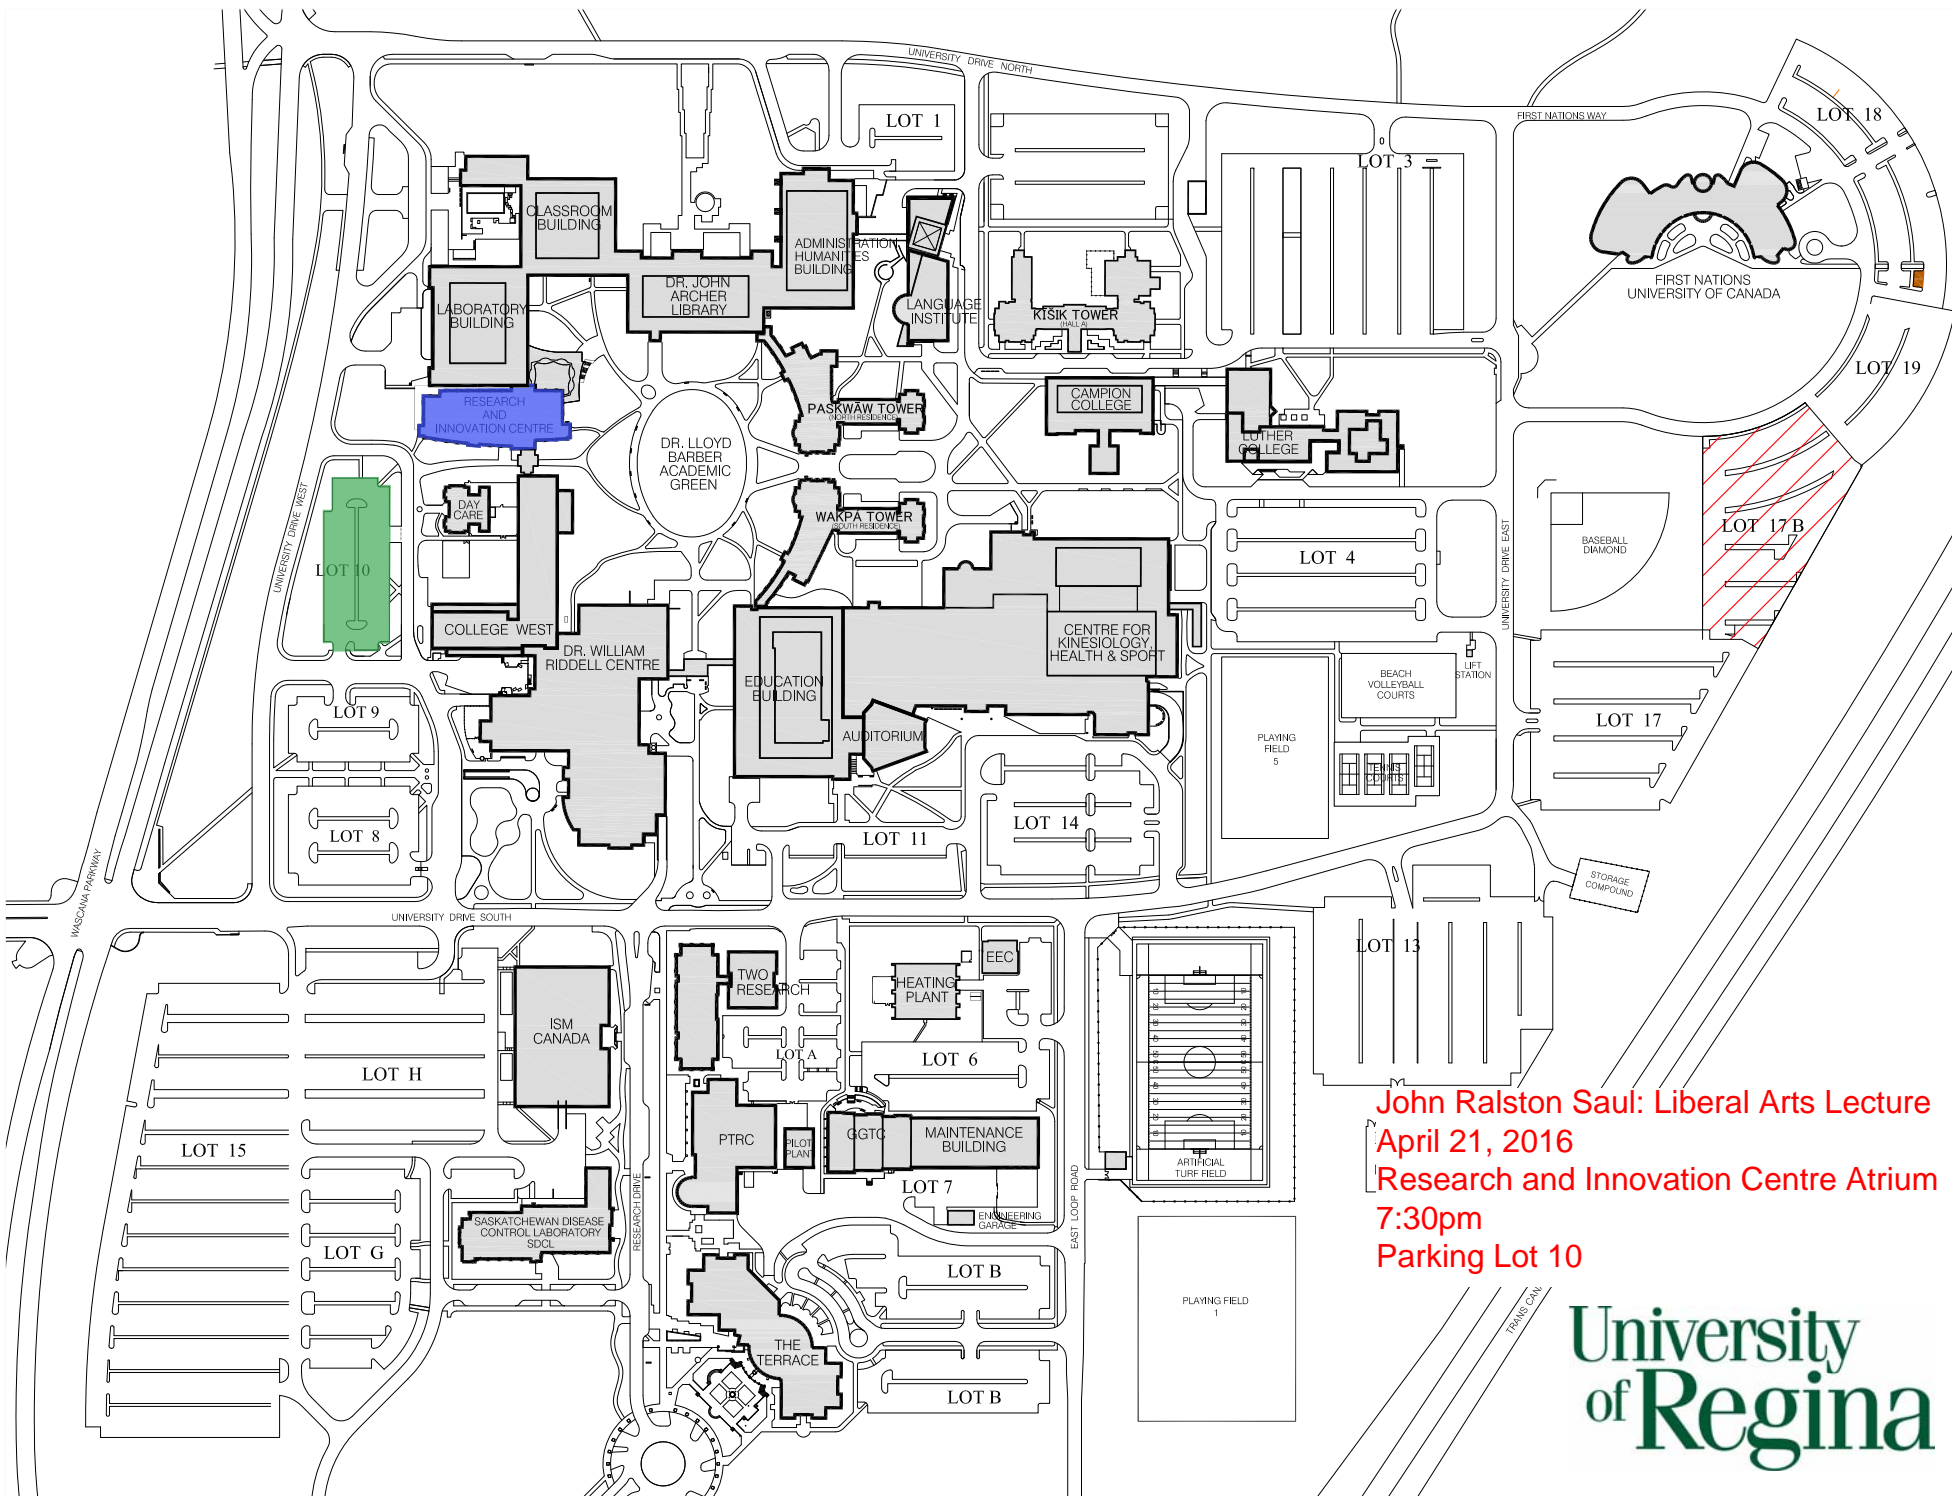 UNIVERSITY DRIVE NORTH
LOT 1
FIRST NATIONS WAY
LOT 18
LOT 3
CLASSROOM
BUILDING
ADMINISTRATION
HUMANITIES
BUILDING
DR. JOHN
ARCHER
LIBRARY
LABORATORY
BUILDING
LANGUAGE
INSTITUTE
KĪSIK TOWER
(HALL A)
FIRST NATIONS
UNIVERSITY OF CANADA
LOT 19
RESEARCH
AND
INNOVATION CENTRE
PASKWĀW TOWER
(NORTH RESIDENCE)
CAMPION
COLLEGE
LUTHER
COLLEGE
DR. LLOYD
BARBER
ACADEMIC
GREEN
DAY
CARE
WAKPÁ TOWER
(SOUTH RESIDENCE)
UNIVERSITY DRIVE WEST
LOT 10
LOT 4
UNIVERSITY DRIVE EAST
BASEBALL
DIAMOND
LOT 17 B
COLLEGE WEST
DR. WILLIAM
RIDDELL CENTRE
CENTRE FOR
KINESIOLOGY,
HEALTH & SPORT
EDUCATION
BUILDING
AUDITORIUM
BEACH
VOLLEYBALL
COURTS
LIFT
STATION
LOT 9
LOT 17
PLAYING
FIELD
5
TENNIS
COURTS
LOT 8
LOT 11
LOT 14
WASCANA PARKWAY
STORAGE
COMPOUND
UNIVERSITY DRIVE SOUTH
LOT 13
TWO
RESEARCH
HEATING
PLANT
EEC
ISM
CANADA
LOT A
LOT 6
LOT H
LOT 15
PTRC
PILOT
PLANT
GGTC
MAINTENANCE
BUILDING
ARTIFICIAL
TURF FIELD
LOT 7
ENGINEERING
GARAGE
EAST LOOP ROAD
RESEARCH DRIVE
SASKATCHEWAN DISEASE
CONTROL LABORATORY
SDCL
LOT G
LOT B
THE
TERRACE
LOT B
PLAYING FIELD
1
TRANS CAN
John Ralston Saul: Liberal Arts Lecture
April 21, 2016
Research and Innovation Centre Atrium
7:30pm
Parking Lot 10
University
of Regina